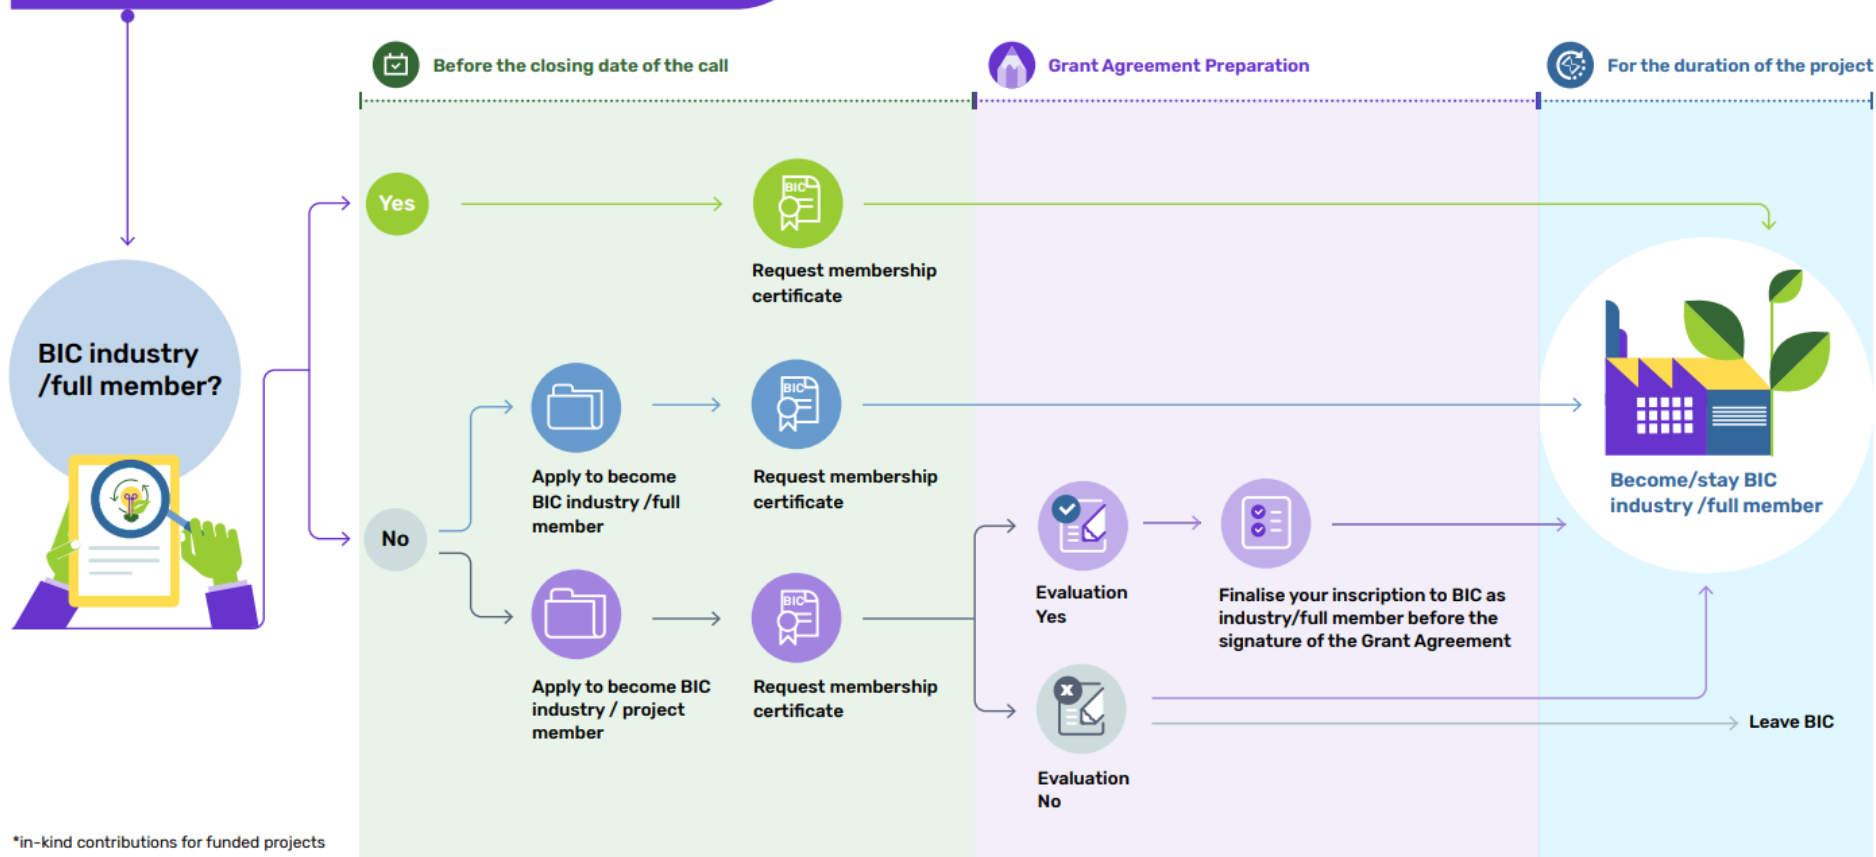 Before the closing date of the call
Grant Agreement Preparation
For the duration of the project
BIC industry
/full member?
Yes
BIC
Request membership
certificate
No
Apply to become
BIC industry /full
member
BIC
Request membership
certificate
Apply to become BIC
industry / project
member
BIC
Request membership
certificate
Evaluation
Yes
Finalise your inscription to BIC as
industry/full member before the
signature of the Grant Agreement
Evaluation
No
Become/stay BIC
industry /full member
Leave BIC
*in-kind contributions for funded projects